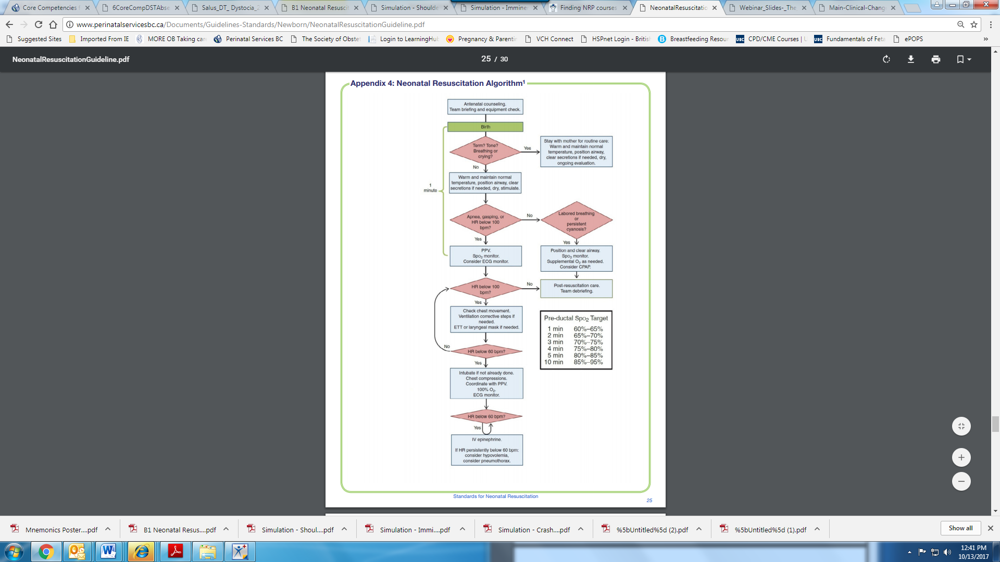 Core Competencies f
6CoreCompDSTAbse
Salus_DT_ Dystocia_2
B1 Neonatal Resuscit
Simulation - Shoulde
Simulation - Imminer
Finding NRP courses
NeonatalResuscitatio
Webinar_Slides-_The
Main-Clinical-Chang
www.perinatalservicesbc.ca/Documents/Guidelines-Standards/Newborn/NeonatalResuscitationGuideline.pdf
Suggested Sites
Imported From IE
MORE OB Taking car
Perinatal Services BC
The Society of Obstet
Login to LearningHub
Pregnancy & Parentin
VCH Connect
HSPnet Login - British
Breastfeeding Resour
UBC CPD/CME Courses | U
UBC Fundamentals of Feta
ePOPS
»
NeonatalResuscitationGuideline.pdf
25 / 30
Appendix 4: Neonatal Resuscitation Algorithm¹
Antenatal counseling.
Team briefing and equipment check.
Birth
Term? Tone?
Breathing or
crying?
Yes
Stay with mother for routine care:
Warm and maintain normal
temperature, position airway,
clear secretions if needed, dry,
ongoing evaluation.
No
Warm and maintain normal
temperature, position airway, clear
secretions if needed, dry, stimulate.
1
minute
Apnea, gasping, or
HR below 100
bpm?
No
Labored breathing
or
persistent
cyanosis?
Yes
Yes
PPV.
Spo₂ monitor.
Consider ECG monitor.
Position and clear airway.
Spo₂ monitor.
Supplemental O₂ as needed.
Consider CPAP.
HR below 100
bpm?
No
Post-resuscitation care.
Team debriefing.
Yes
Check chest movement.
Ventilation corrective steps if
needed.
ETT or laryngeal mask if needed.
Pre-ductal Spo₂ Target
1 min 60%–65%
2 min 65%–70%
3 min 70%–75%
4 min 75%–80%
5 min 80%–85%
10 min 85%–95%
No
HR below 60 bpm?
Yes
Intubate if not already done.
Chest compressions.
Coordinate with PPV.
100% O₂.
ECG monitor.
HR below 60 bpm?
Yes
IV epinephrine.
If HR persistently below 60 bpm:
consider hypovolemia,
consider pneumothorax.
Standards for Neonatal Resuscitation
25
Mnemonics Poster....pdf
B1 Neonatal Resus....pdf
Simulation - Shoul....pdf
Simulation - Immi....pdf
Simulation - Crash....pdf
%5bUntitled%5d (2).pdf
%5bUntitled%5d (1).pdf
Show all
12:41 PM
10/13/2017